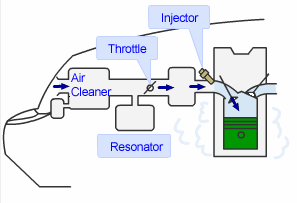 Injector
Throttle
Air
Cleaner
Resonator